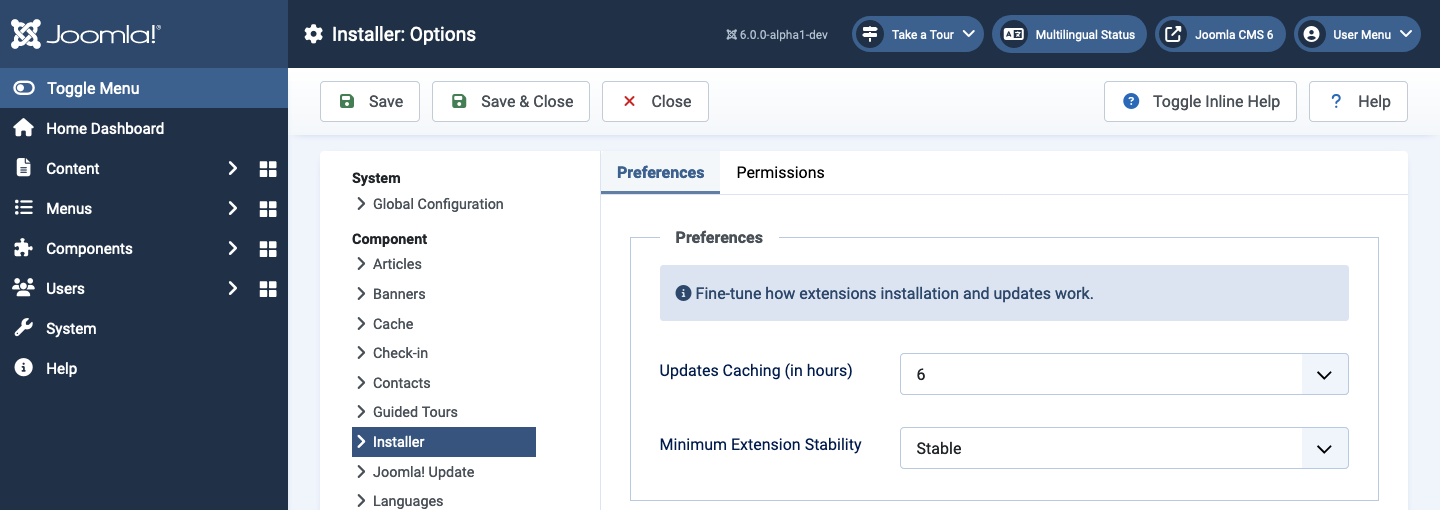 Joomla!®
Installer: Options
6.0.0-alpha1-dev
Take a Tour
Multilingual Status
Joomla CMS 6
User Menu
Toggle Menu
Home Dashboard
Content
Menus
Components
Users
System
Help
Save
Save & Close
Close
Toggle Inline Help
? Help
System
Global Configuration
Component
Articles
Banners
Cache
Check-in
Contacts
Guided Tours
Installer
Joomla! Update
Languages
Preferences
Permissions
Preferences
Fine-tune how extensions installation and updates work.
Updates Caching (in hours)
6
Minimum Extension Stability
Stable